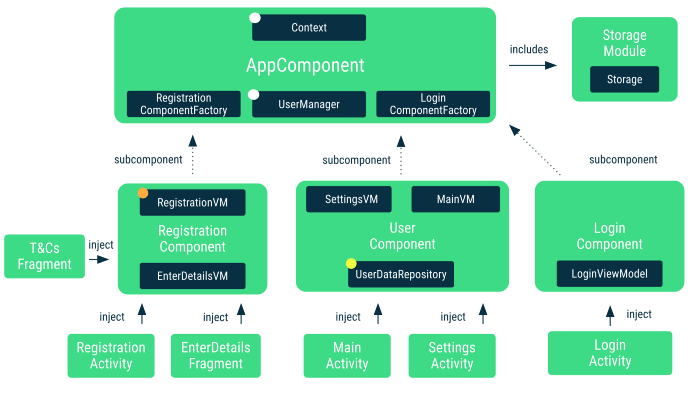 Context
AppComponent
Registration
ComponentFactory
UserManager
Login
ComponentFactory
includes
Storage
Module
Storage
subcomponent
subcomponent
subcomponent
RegistrationVM
Registration
Component
EnterDetailsVM
SettingsVM
MainVM
User
Component
UserDataRepository
Login
Component
LoginViewModel
T&Cs
Fragment
inject
inject
inject
inject
inject
inject
Registration
Activity
EnterDetails
Fragment
Main
Activity
Settings
Activity
Login
Activity